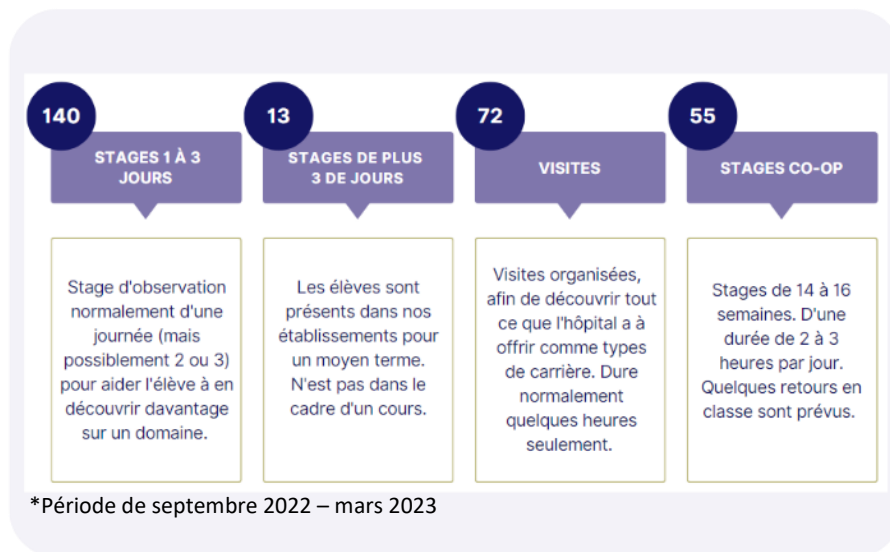 140
STAGES 1 À 3
JOURS
Stage d'observation
normalement d'une
journée (mais
possiblement 2 ou 3)
pour aider l'élève à en
découvrir davantage
sur un domaine.
13
STAGES DE PLUS
3 DE JOURS
Les élèves sont
présents dans nos
établissements pour
un moyen terme.
N'est pas dans le
cadre d'un cours.
72
VISITES
Visites organisées,
afin de découvrir tout
ce que l'hôpital a à
offrir comme types
de carrière. Dure
normalement
quelques heures
seulement.
55
STAGES CO-OP
Stages de 14 à 16
semaines. D'une
durée de 2 à 3
heures par jour.
Quelques retours en
classe sont prévus.
*Période de septembre 2022 – mars 2023